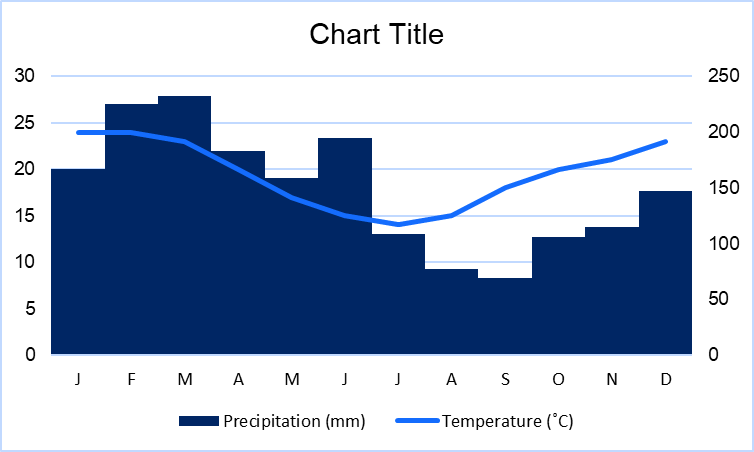 Chart Title
30 250
25 200
20 150
15 100
10 50
5 0
0
J F M A M J J A S O N D
Precipitation (mm) Temperature (˚C)